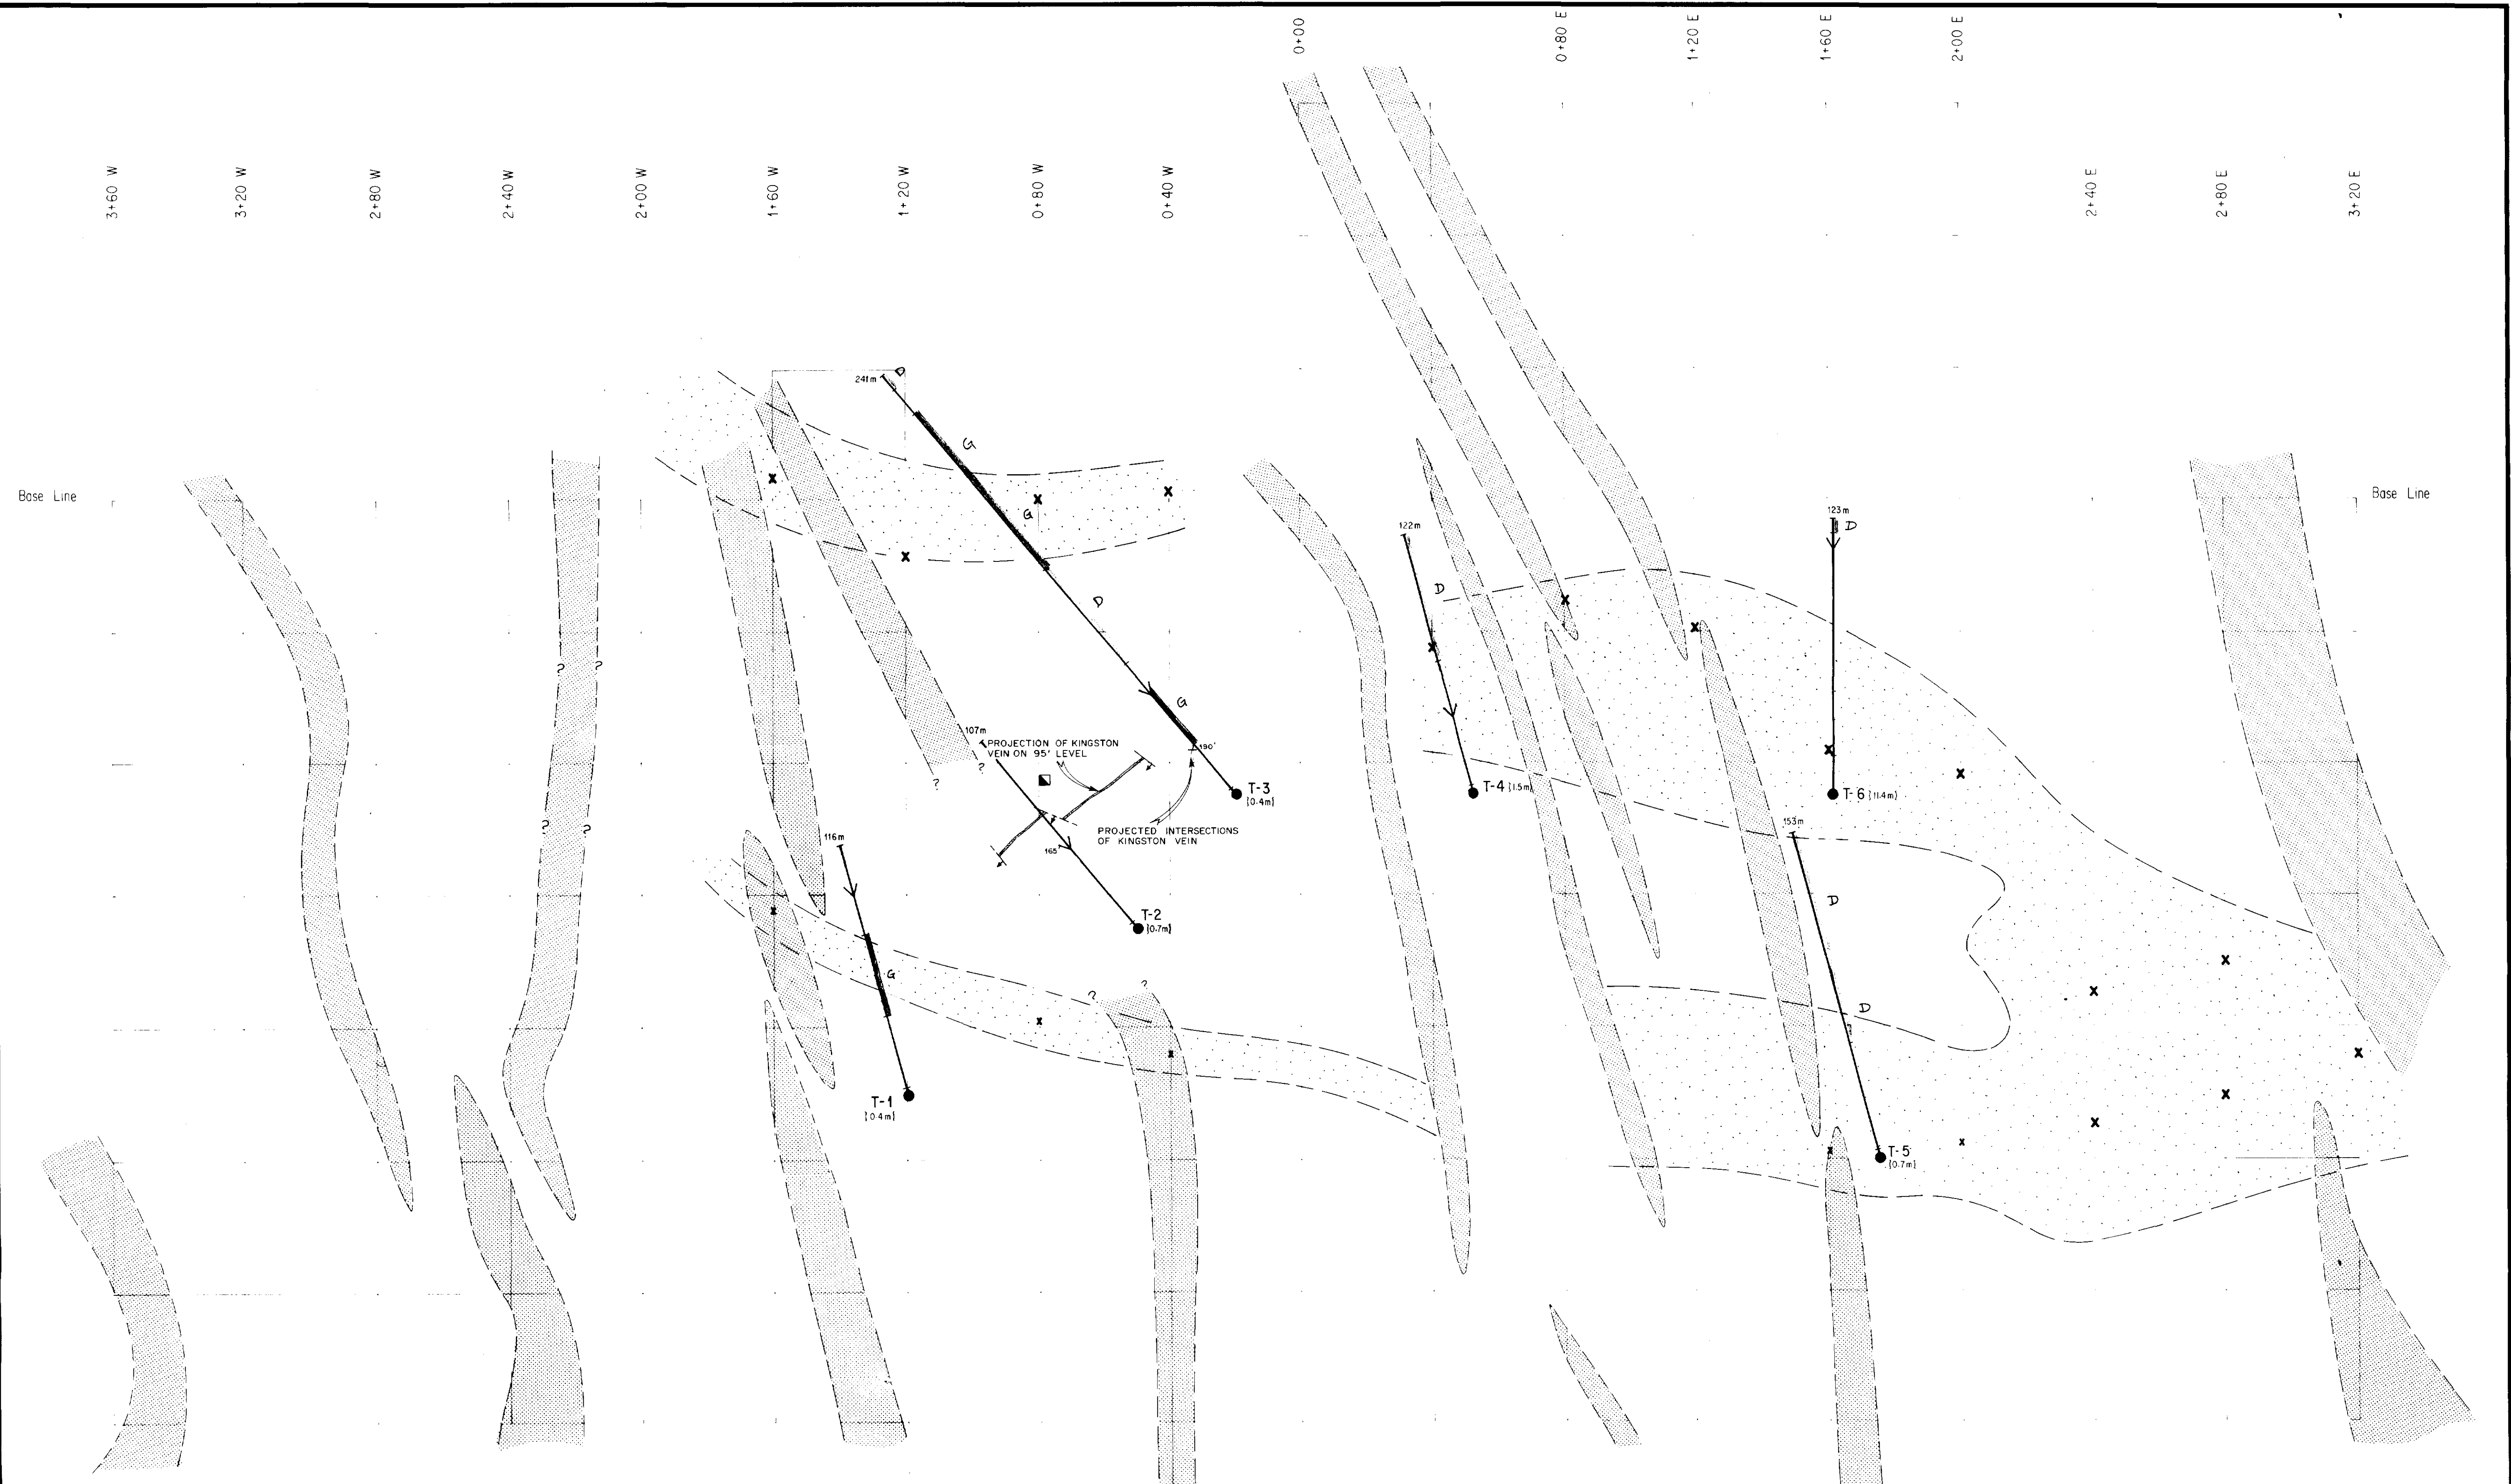 0+00
0+80 E
1+20 E
1+60 E
2+00 E
3+60 W
3+20 W
2+80 W
2+40 W
2+00 W
1+60 W
1+20 W
0+80 W
0+40 W
2+40 E
2+80 E
3+20 E
241m
D
G
Base Line
Base Line
x
x
x
G
122m
123m
D
x
D
D
x
x
x
?
?
G
107m
PROJECTION OF KINGSTON
VEIN ON 95' LEVEL
190'
x
x
?
?
T-3
{0.4m}
T-4 {1.5m}
T-6 {11.4m}
?
?
116m
PROJECTED INTERSECTIONS
OF KINGSTON VEIN
165
153m
D
x
T-2
{0.7m}
x
G
?
?
x
x
D
x
x
T-1
{0.4m}
x
x
x
x
x
T-5
{0.7m}